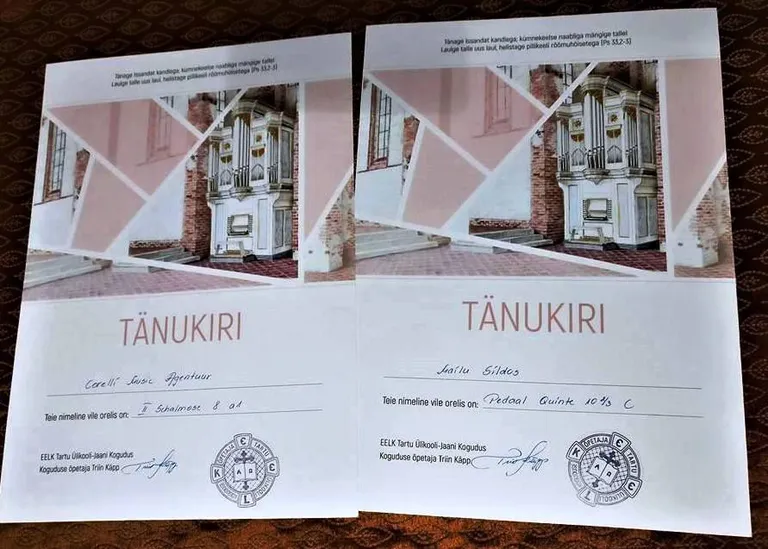 Tänage Issandat kandlega, kümnekeelse naabliga mängige talle!
Laulge talle uus laul, helistage pillikeeli rõõmuhõisetega (Ps 33,2-3)
TÄNUKIRI
Corelli Music Agentuur
Teie nimeline vile orelis on: II Schalmose 8 a1
EELK Tartu Ülikooli-Jaani Kogudus
Koguduse õpetaja Triin Käpp
Tänage Issandat kandlega, kümnekeelse naabliga mängige talle!
Laulge talle uus laul, helistage pillikeeli rõõmuhõisetega (Ps 33,2-3)
TÄNUKIRI
Mailu Sildos
Teie nimeline vile orelis on: Pedaal Quinte 10 2/3 C
EELK Tartu Ülikooli-Jaani Kogudus
Koguduse õpetaja Triin Käpp